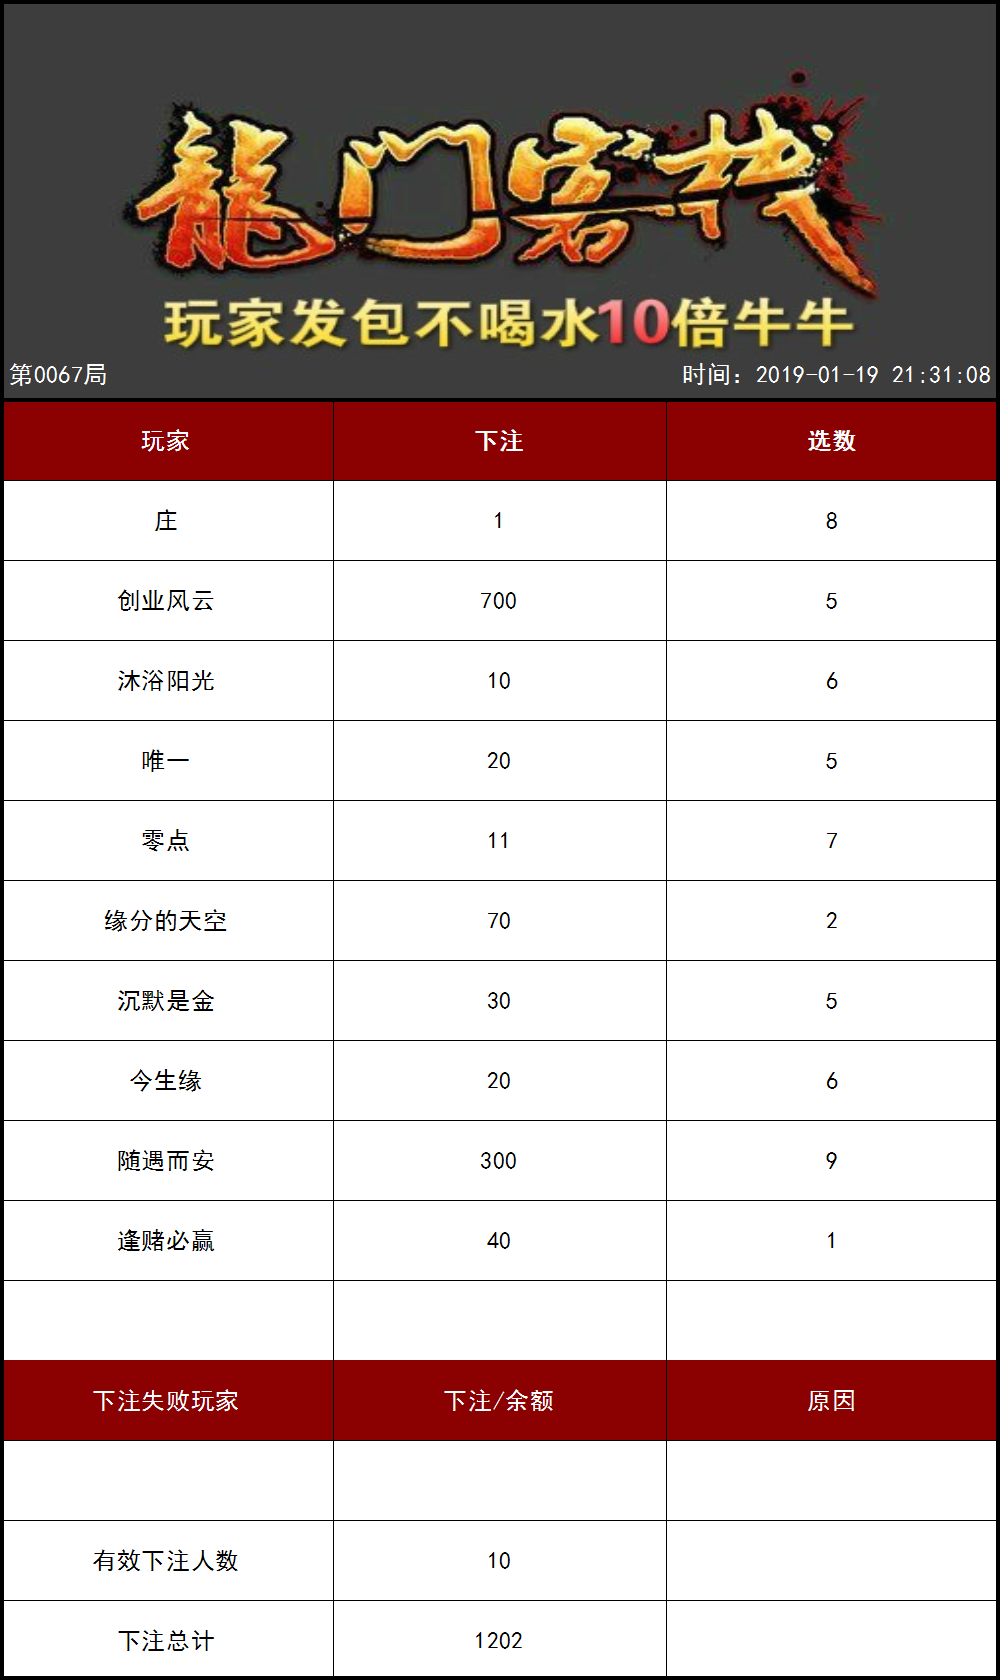 龍门客栈
玩家发包不喝水10倍牛牛
第0067局 时间：2019-01-19 21:31:08
玩家 下注 选数
庄 1 8
创业风云 700 5
沐浴阳光 10 6
唯一 20 5
零点 11 7
缘分的天空 70 2
沉默是金 30 5
今生缘 20 6
随遇而安 300 9
逢赌必赢 40 1
下注失败玩家 下注/余额 原因
有效下注人数 10
下注总计 1202